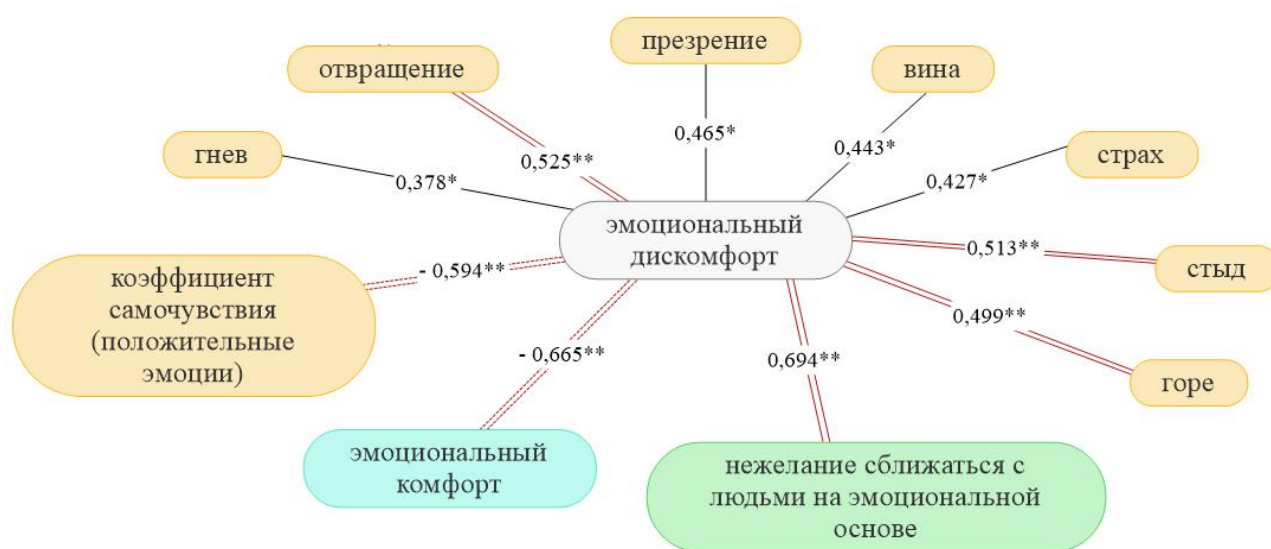 презрение
отвращение
вина
гнев
0,525**
0,465*
0,443*
страх
0,378*
0,427*
эмоциональный
дискомфорт
0,513**
стыд
- 0,594**
коэффициент
самочувствия
(положительные
эмоции)
0,499**
- 0,665**
0,694**
горе
эмоциональный
комфорт
нежелание сближаться с
людьми на эмоциональной
основе